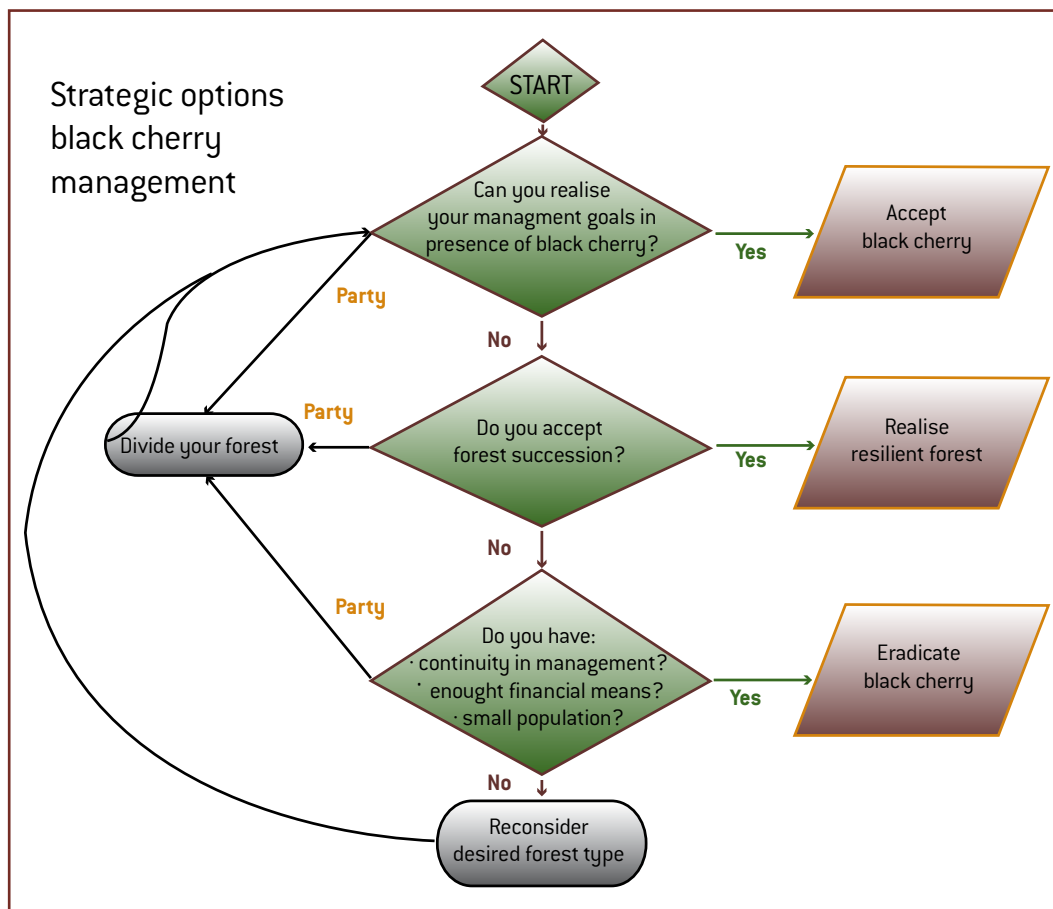 Strategic options
black cherry
management
START
Can you realise
your managment goals in
presence of black cherry?
Yes
Accept
black cherry
Party
No
Divide your forest
Party
Do you accept
forest succession?
Yes
Realise
resilient forest
No
Party
Do you have:
· continuity in management?
· enought financial means?
· small population?
Yes
Eradicate
black cherry
No
Reconsider
desired forest type